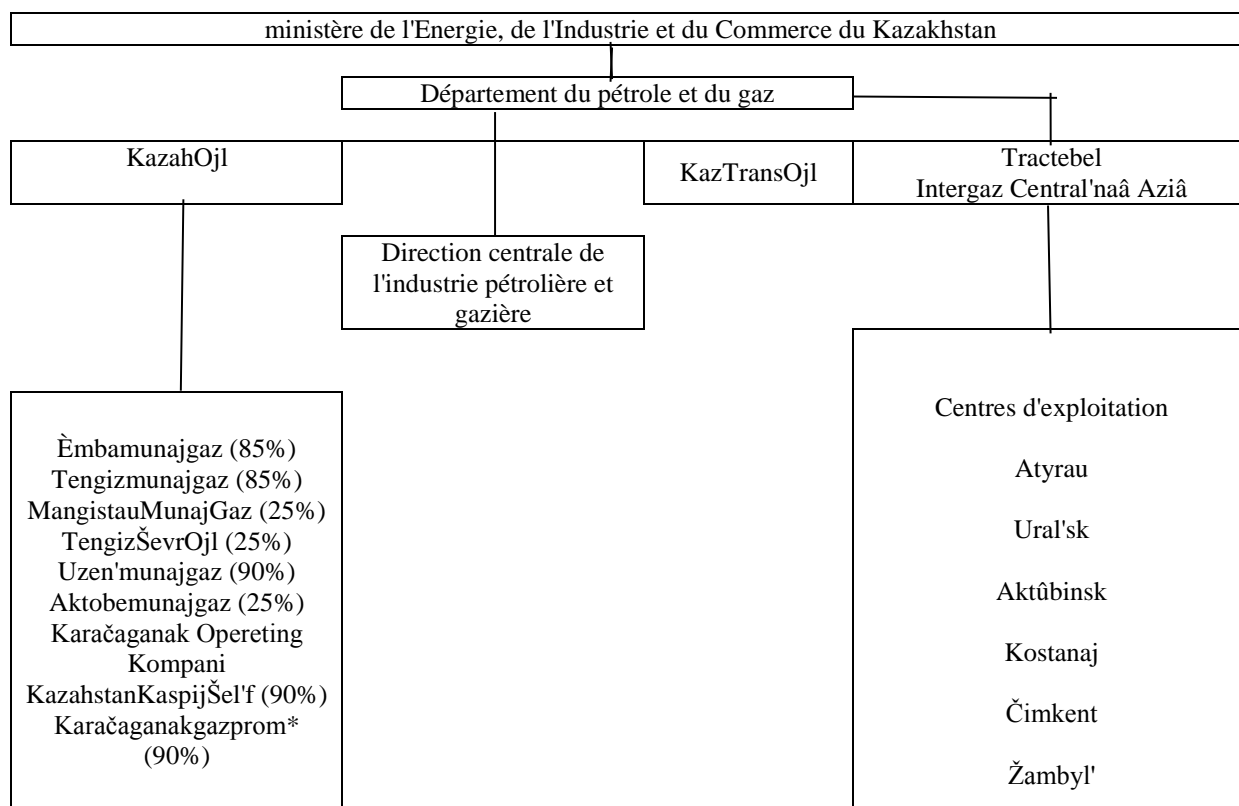 ministère de l'Energie, de l'Industrie et du Commerce du Kazakhstan
Département du pétrole et du gaz
KazahOjl
KazTransOjl
Tractebel
Intergaz Central'naâ Aziâ
Direction centrale de
l'industrie pétrolière et
gazière
Èmbamunajgaz (85%)
Tengizmunajgaz (85%)
MangistauMunajGaz (25%)
TengizŠevrOjl (25%)
Uzen'munajgaz (90%)
Aktobemunajgaz (25%)
Karačaganak Opereting
Kompani
KazahstanKaspijŠel'f (90%)
Karačaganakgazprom*
(90%)
Centres d'exploitation
Atyrau
Ural'sk
Aktûbinsk
Kostanaj
Čimkent
Žambyl'